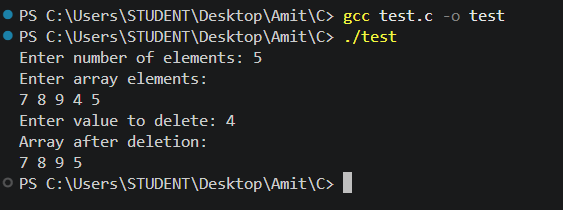 PS C:\Users\STUDENT\Desktop\Amit\C> gcc test.c -o test
PS C:\Users\STUDENT\Desktop\Amit\C> ./test
Enter number of elements: 5
Enter array elements:
7 8 9 4 5
Enter value to delete: 4
Array after deletion:
7 8 9 5
PS C:\Users\STUDENT\Desktop\Amit\C>